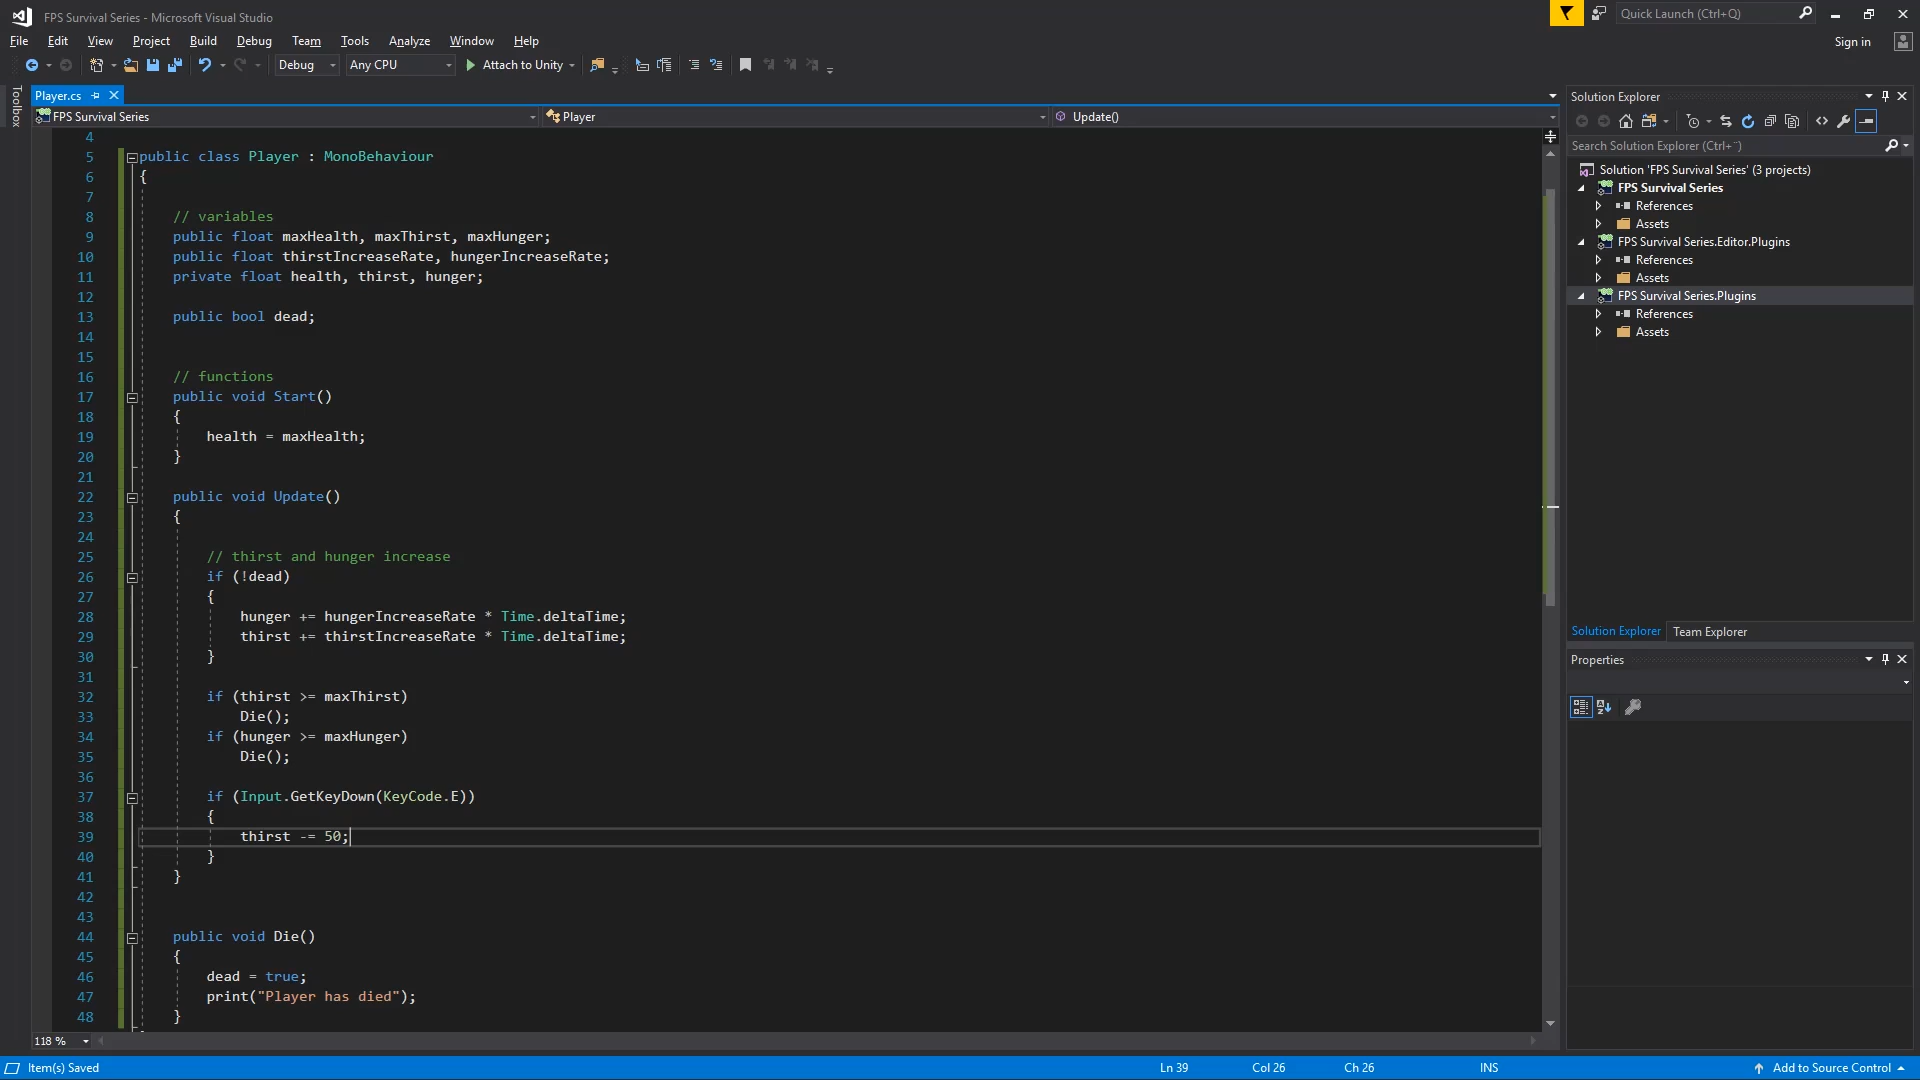 FPS Survival Series - Microsoft Visual Studio
Quick Launch (Ctrl+Q)
File Edit View Project Build Debug Team Tools Analyze Window Help
Sign in
Debug Any CPU Attach to Unity
Toolbox
Player.cs
FPS Survival Series Player Update()
4
5 public class Player : MonoBehaviour
6 {
7
8 // variables
9 public float maxHealth, maxThirst, maxHunger;
10 public float thirstIncreaseRate, hungerIncreaseRate;
11 private float health, thirst, hunger;
12
13 public bool dead;
14
15
16 // functions
17 public void Start()
18 {
19 health = maxHealth;
20 }
21
22 public void Update()
23 {
24
25 // thirst and hunger increase
26 if (!dead)
27 {
28 hunger += hungerIncreaseRate * Time.deltaTime;
29 thirst += thirstIncreaseRate * Time.deltaTime;
30 }
31
32 if (thirst >= maxThirst)
33 Die();
34 if (hunger >= maxHunger)
35 Die();
36
37 if (Input.GetKeyDown(KeyCode.E))
38 {
39 thirst -= 50;
40 }
41 }
42
43
44 public void Die()
45 {
46 dead = true;
47 print("Player has died");
48 }
118 %
Solution Explorer
Search Solution Explorer (Ctrl+¨)
Solution 'FPS Survival Series' (3 projects)
FPS Survival Series
References
Assets
FPS Survival Series.Editor.Plugins
References
Assets
FPS Survival Series.Plugins
References
Assets
Solution Explorer Team Explorer
Properties
Item(s) Saved Ln 39 Col 26 Ch 26 INS Add to Source Control